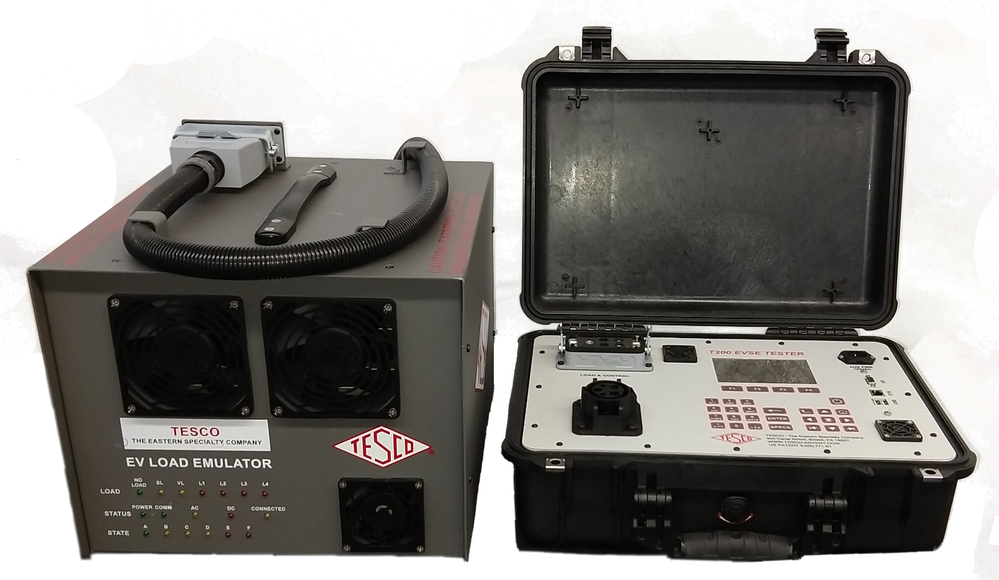 TESCO
THE EASTERN SPECIALTY COMPANY
TESCO
®
EV LOAD EMULATOR
LOAD NO LOAD SL VL L1 L2 L3 L4
STATUS POWER COMM AC DC CONNECTED
STATE A B C D E F
T200 EVSE TESTER
LOAD & CONTROL
AUX PWR
120VAC
F1 F2 F3 F4
ENTER
SPACE
TESCO
TESCO - The Eastern Specialty Company
Canal Street, Bristol, PA 19007
WWW.TESCO-ADVENT.COM
US PATENT
CAUTION